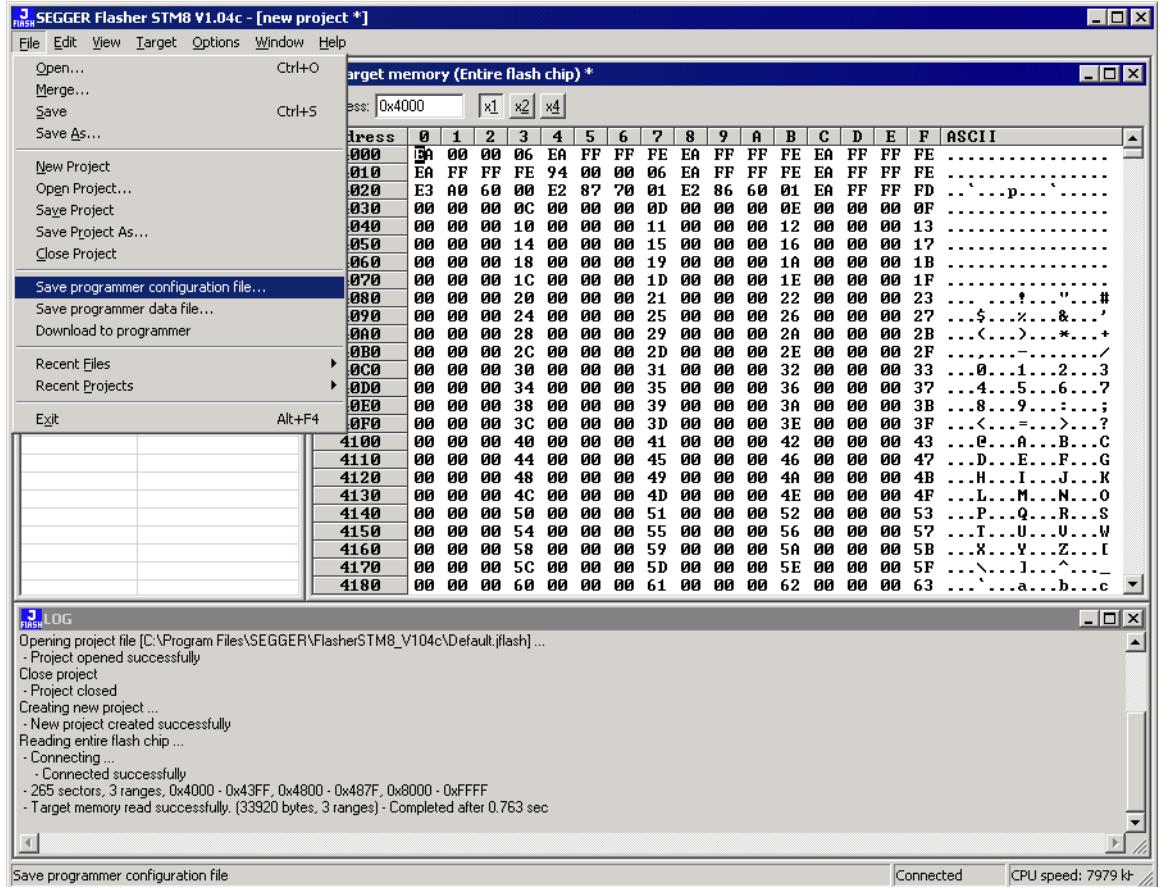 SEGGER Flasher STM8 V1.04c - [new project *]
File Edit View Target Options Window Help
Open... Ctrl+O
Merge...
Save Ctrl+S
Save As...
New Project
Open Project...
Save Project
Save Project As...
Close Project
Save programmer configuration file...
Save programmer data file...
Download to programmer
Recent Files
Recent Projects
Exit Alt+F4
arget memory (Entire flash chip) *
ess: 0x4000 x1 x2 x4
dress 0 1 2 3 4 5 6 7 8 9 A B C D E F ASCII
000 EA 00 00 06 EA FF FF FE EA FF FF FE EA FF FF FE ................
010 EA FF FF FE 94 00 00 06 EA FF FF FE EA FF FF FE ................
020 E3 A0 60 00 E2 87 70 01 E2 86 60 01 EA FF FF FD ..`...p...`.....
030 00 00 00 0C 00 00 00 0D 00 00 00 0E 00 00 00 0F ................
040 00 00 00 10 00 00 00 11 00 00 00 12 00 00 00 13 ................
050 00 00 00 14 00 00 00 15 00 00 00 16 00 00 00 17 ................
060 00 00 00 18 00 00 00 19 00 00 00 1A 00 00 00 1B ................
070 00 00 00 1C 00 00 00 1D 00 00 00 1E 00 00 00 1F ................
080 00 00 00 20 00 00 00 21 00 00 00 22 00 00 00 23 ... ...!..."...#
090 00 00 00 24 00 00 00 25 00 00 00 26 00 00 00 27 ...$...%...&...'
0A0 00 00 00 28 00 00 00 29 00 00 00 2A 00 00 00 2B ...(...)...*...+
0B0 00 00 00 2C 00 00 00 2D 00 00 00 2E 00 00 00 2F ...,...-......./
0C0 00 00 00 30 00 00 00 31 00 00 00 32 00 00 00 33 ...0...1...2...3
0D0 00 00 00 34 00 00 00 35 00 00 00 36 00 00 00 37 ...4...5...6...7
0E0 00 00 00 38 00 00 00 39 00 00 00 3A 00 00 00 3B ...8...9...:...;
0F0 00 00 00 3C 00 00 00 3D 00 00 00 3E 00 00 00 3F ...<...=...>...?
4100 00 00 00 40 00 00 00 41 00 00 00 42 00 00 00 43 ...@...A...B...C
4110 00 00 00 44 00 00 00 45 00 00 00 46 00 00 00 47 ...D...E...F...G
4120 00 00 00 48 00 00 00 49 00 00 00 4A 00 00 00 4B ...H...I...J...K
4130 00 00 00 4C 00 00 00 4D 00 00 00 4E 00 00 00 4F ...L...M...N...O
4140 00 00 00 50 00 00 00 51 00 00 00 52 00 00 00 53 ...P...Q...R...S
4150 00 00 00 54 00 00 00 55 00 00 00 56 00 00 00 57 ...T...U...V...W
4160 00 00 00 58 00 00 00 59 00 00 00 5A 00 00 00 5B ...X...Y...Z...[
4170 00 00 00 5C 00 00 00 5D 00 00 00 5E 00 00 00 5F ...\...]...^..._
4180 00 00 00 60 00 00 00 61 00 00 00 62 00 00 00 63 ...`...a...b...c
LOG
Opening project file [C:\Program Files\SEGGER\FlasherSTM8_V104c\Default.jflash] ...
- Project opened successfully
Close project
- Project closed
Creating new project ...
- New project created successfully
Reading entire flash chip ...
- Connecting ...
- Connected successfully
- 265 sectors, 3 ranges, 0x4000 - 0x43FF, 0x4800 - 0x487F, 0x8000 - 0xFFFF
- Target memory read successfully. (33920 bytes, 3 ranges) - Completed after 0.763 sec
Save programmer configuration file Connected CPU speed: 7979 kH